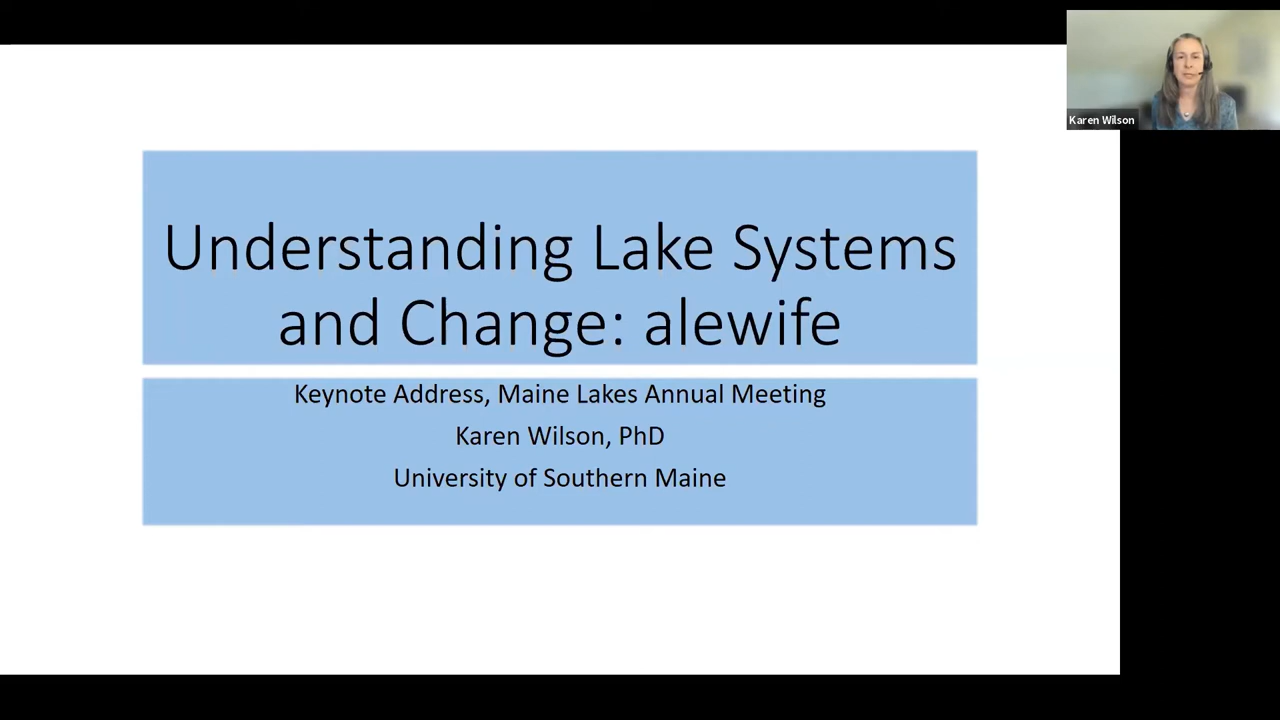 Understanding Lake Systems
and Change: alewife
Keynote Address, Maine Lakes Annual Meeting
Karen Wilson, PhD
University of Southern Maine
Karen Wilson